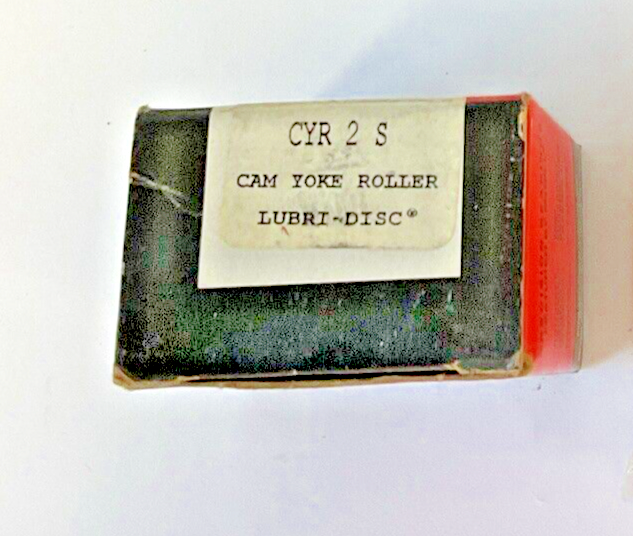 CYR 2 S
CAM YOKE ROLLER
LUBRI-DISC®